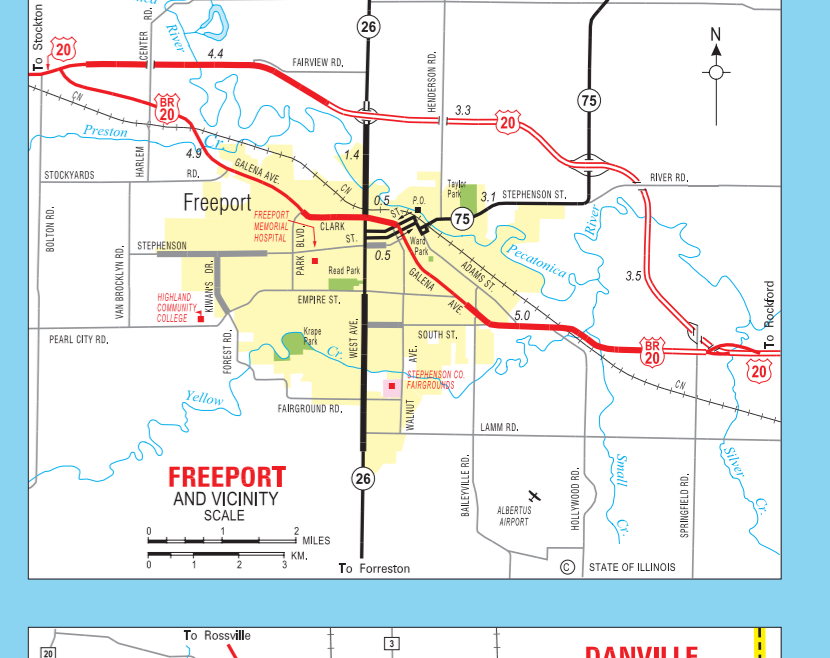 To Stockton
20
CENTER
RD.
River
4.4
26
FAIRVIEW RD.
HENDERSON RD.
3.3
20
75
N
CN
BR
20
Preston
Cr.
HARLEM
4.9
1.4
STOCKYARDS
RD.
GALENA AVE.
CN
0.5
P.O.
Taylor
Park
3.1
STEPHENSON ST.
RIVER RD.
Freeport
FREEPORT
MEMORIAL
HOSPITAL
CLARK
ST.
ST.
75
Ward
Park
River
Pecatonica
BOLTON RD.
STEPHENSON
PARK BLVD.
0.5
VAN BROCKLYN RD.
KIWANIS DR.
Read Park
GALENA
AVE.
ADAMS ST.
3.5
HIGHLAND
COMMUNITY
COLLEGE
EMPIRE ST.
5.0
To Rockford
PEARL CITY RD.
FOREST RD.
Krape
Park
Cr.
WEST AVE.
SOUTH ST.
AVE.
WALNUT
BR
20
20
STEPHENSON CO.
FAIRGROUNDS
CN
Yellow
FAIRGROUND RD.
LAMM RD.
FREEPORT
AND VICINITY
SCALE
0 1 2
MILES
KM.
0 1 2 3
26
BAILEYVILLE RD.
ALBERTUS
AIRPORT
HOLLYWOOD RD.
Small
Cr.
SPRINGFIELD RD.
Silver
Cr.
To Forreston
C STATE OF ILLINOIS
To Rossville
20
3
DANVILLE